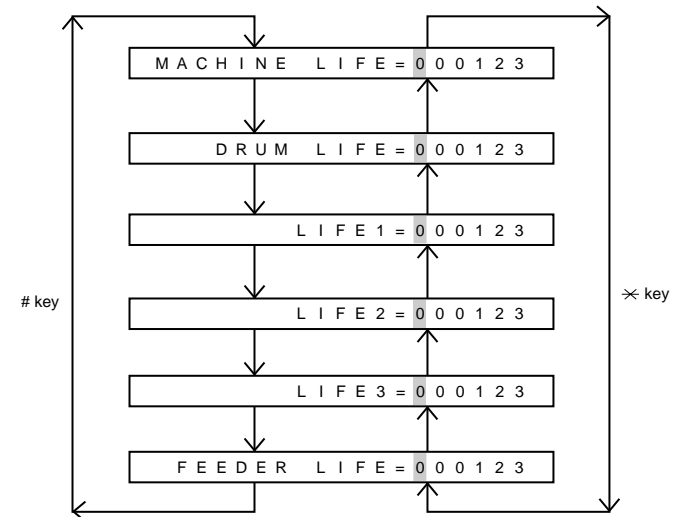 MACHINE LIFE=000123
DRUM LIFE=000123
LIFE1=000123
# key
LIFE2=000123
✳ key
LIFE3=000123
FEEDER LIFE=000123